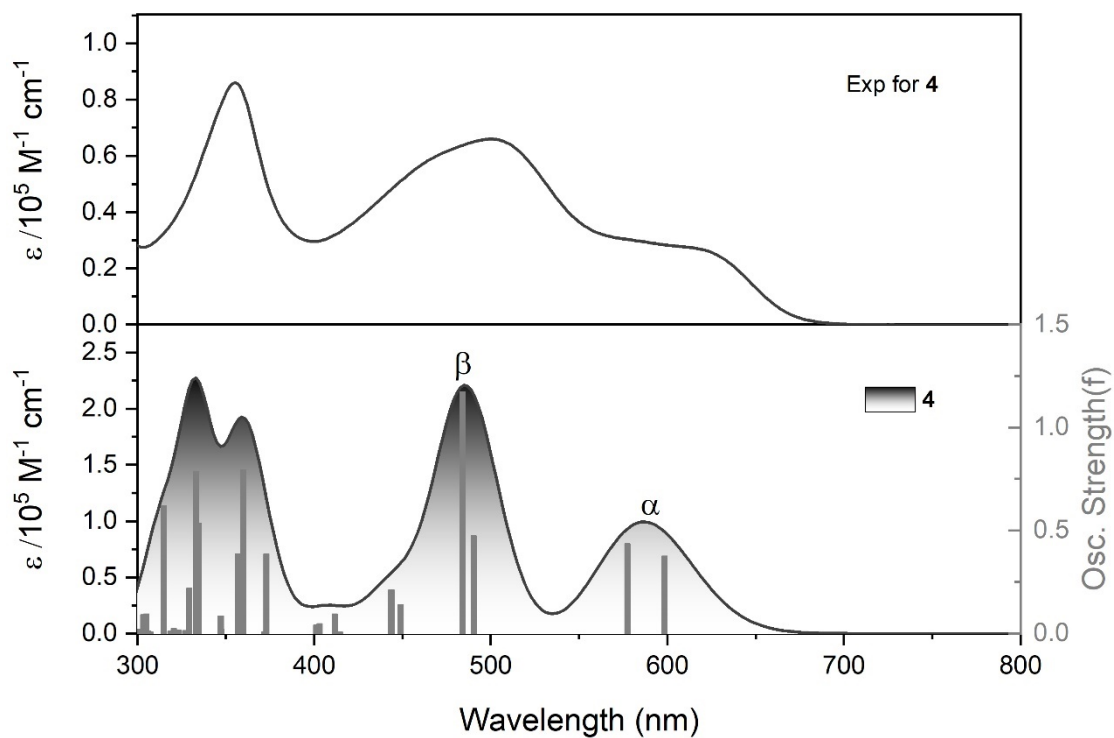 1.0
0.8
0.6
0.4
0.2
0.0
ε /10⁵ M⁻¹ cm⁻¹
Exp for 4
2.5
2.0
1.5
1.0
0.5
0.0
ε /10⁵ M⁻¹ cm⁻¹
β
α
4
1.5
1.0
0.5
0.0
Osc. Strength(f)
300 400 500 600 700 800
Wavelength (nm)